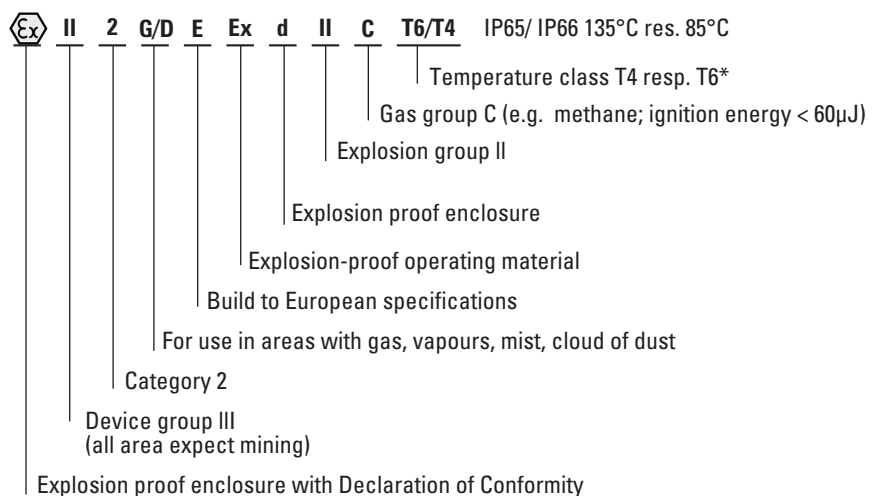 Ex II 2 G/D E Ex d II C T6/T4 IP65/ IP66 135°C res. 85°C
Temperature class T4 resp. T6*
Gas group C (e.g. methane; ignition energy < 60µJ)
Explosion group II
Explosion proof enclosure
Explosion-proof operating material
Build to European specifications
For use in areas with gas, vapours, mist, cloud of dust
Category 2
Device group III
(all area expect mining)
Explosion proof enclosure with Declaration of Conformity